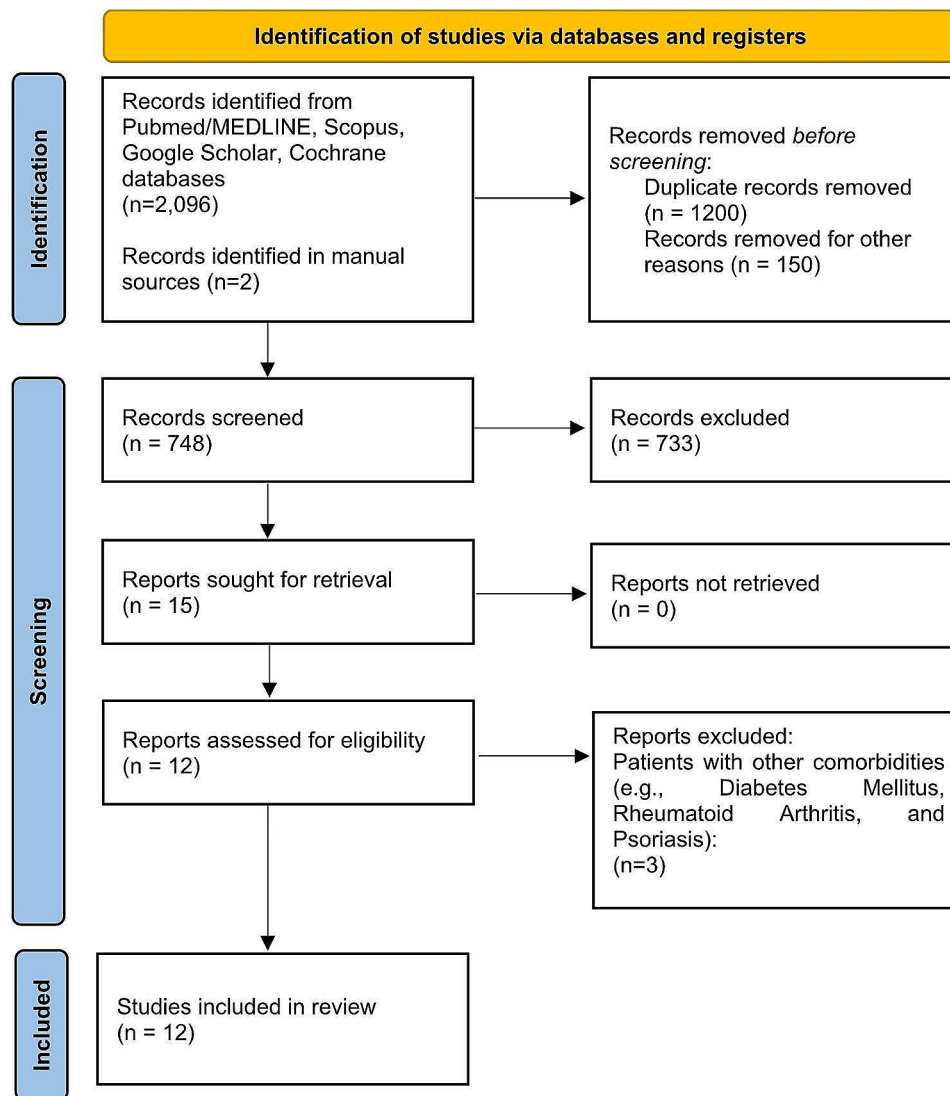 Identification of studies via databases and registers
Identification
Records identified from
Pubmed/MEDLINE, Scopus,
Google Scholar, Cochrane
databases
(n=2,096)
Records identified in manual
sources (n=2)
Records removed before
screening:
Duplicate records removed
(n = 1200)
Records removed for other
reasons (n = 150)
Screening
Records screened
(n = 748)
Records excluded
(n = 733)
Reports sought for retrieval
(n = 15)
Reports not retrieved
(n = 0)
Reports assessed for eligibility
(n = 12)
Reports excluded:
Patients with other comorbidities
(e.g., Diabetes Mellitus,
Rheumatoid Arthritis, and
Psoriasis):
(n=3)
Included
Studies included in review
(n = 12)